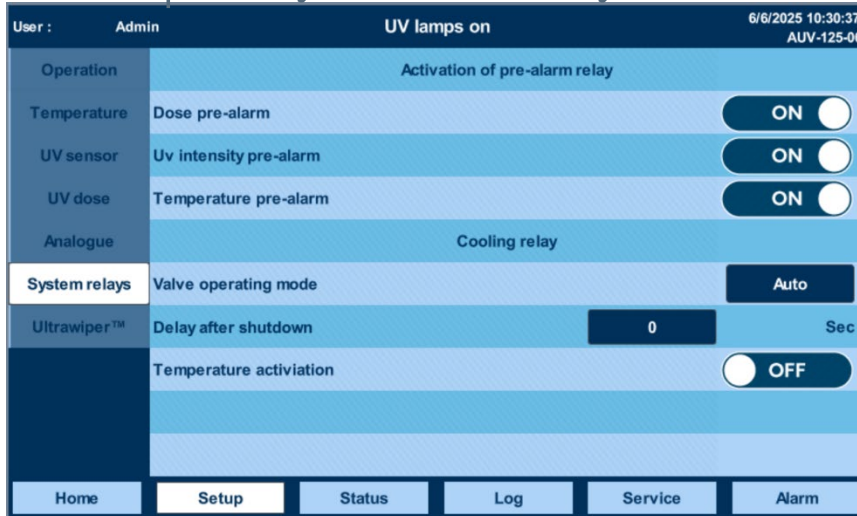 User : Admin UV lamps on 6/6/2025 10:30:37
AUV-125-00
Operation Activation of pre-alarm relay
Temperature Dose pre-alarm ON
UV sensor Uv intensity pre-alarm ON
UV dose Temperature pre-alarm ON
Analogue Cooling relay
System relays Valve operating mode Auto
Ultrawiper™ Delay after shutdown 0 Sec
Temperature activiation OFF
Home Setup Status Log Service Alarm